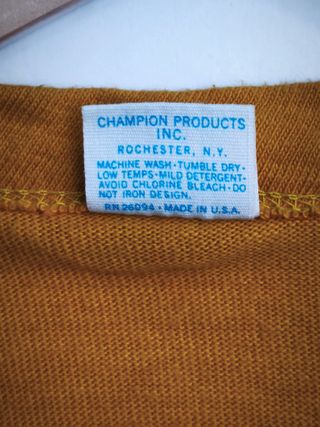 CHAMPION PRODUCTS
INC.
ROCHESTER, N.Y.
MACHINE WASH·TUMBLE DRY·
LOW TEMPS·MILD DETERGENT·
AVOID CHLORINE BLEACH·DO
NOT IRON DESIGN.
RN 26094·MADE IN U.S.A.